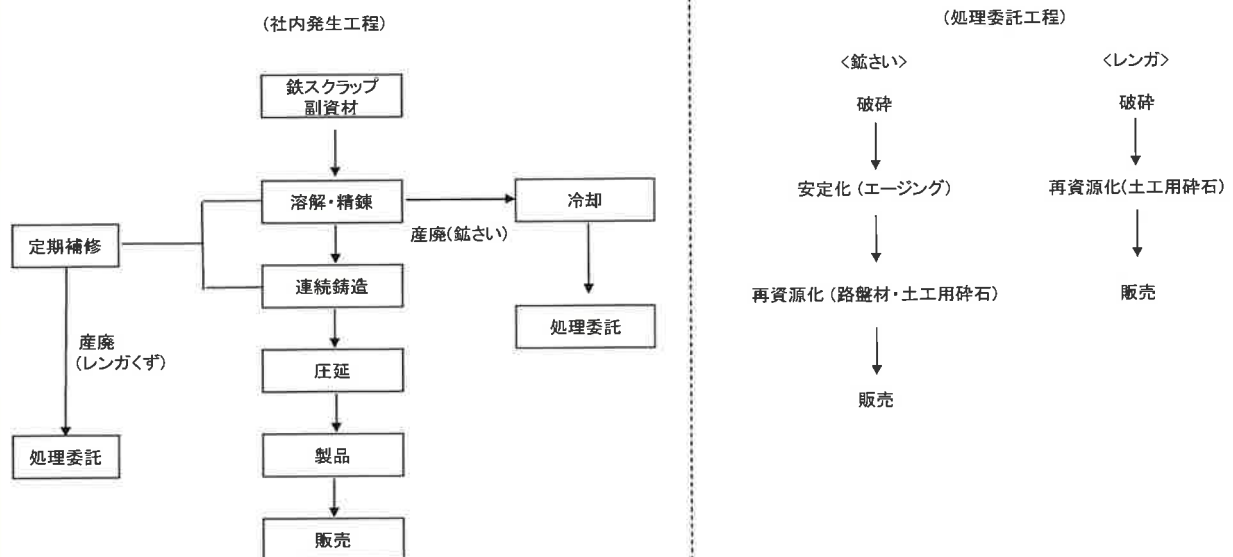 (社内発生工程)
鉄スクラップ
副資材
溶解・精錬
冷却
産廃(鉱さい)
定期補修
連続鋳造
処理委託
産廃
(レンガくず)
圧延
処理委託
製品
販売
(処理委託工程)
<鉱さい>
破砕
安定化(エージング)
再資源化(路盤材・土工用砕石)
販売
<レンガ>
破砕
再資源化(土工用砕石)
販売